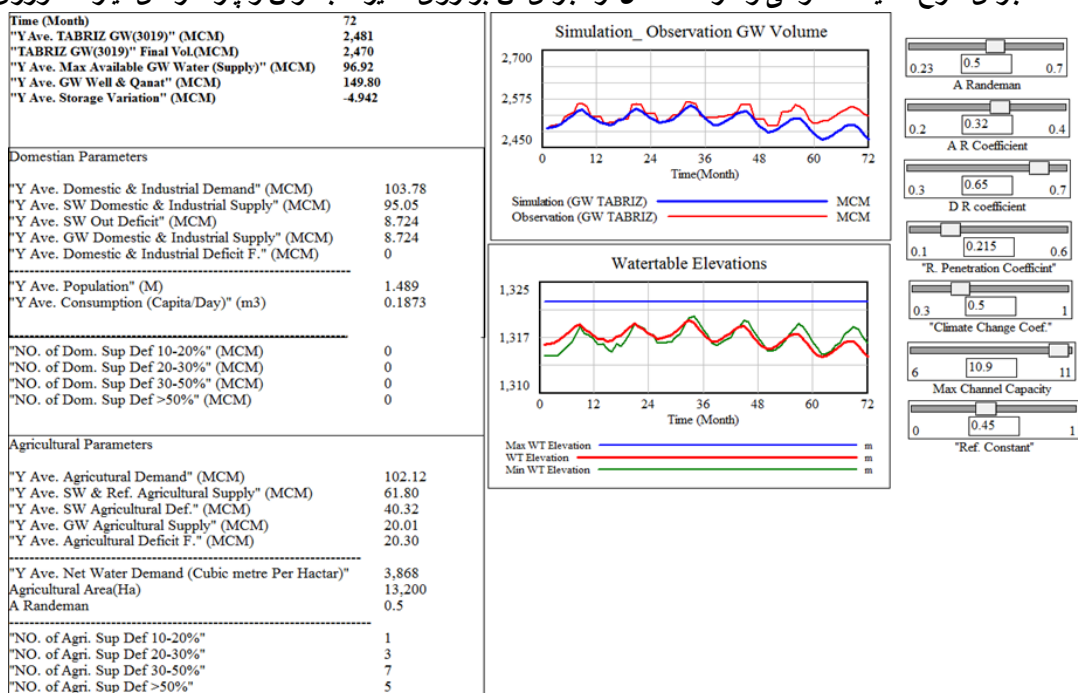 Time (Month) 72
"Y Ave. TABRIZ GW(3019)" (MCM) 2,481
"TABRIZ GW(3019)" Final Vol.(MCM) 2,470
"Y Ave. Max Available GW Water (Supply)" (MCM) 96.92
"Y Ave. GW Well & Qanat" (MCM) 149.80
"Y Ave. Storage Variation" (MCM) -4.942
Domestian Parameters
"Y Ave. Domestic & Industrial Demand" (MCM) 103.78
"Y Ave. SW Domestic & Industrial Supply" (MCM) 95.05
"Y Ave. SW Out Deficit" (MCM) 8.724
"Y Ave. GW Domestic & Industrial Supply" (MCM) 8.724
"Y Ave. Domestic & Industrial Deficit F." (MCM) 0
"Y Ave. Population" (M) 1.489
"Y Ave. Consumption (Capita/Day)" (m3) 0.1873
"NO. of Dom. Sup Def 10-20%" (MCM) 0
"NO. of Dom. Sup Def 20-30%" (MCM) 0
"NO. of Dom. Sup Def 30-50%" (MCM) 0
"NO. of Dom. Sup Def >50%" (MCM) 0
Agricultural Parameters
"Y Ave. Agricutural Demand" (MCM) 102.12
"Y Ave. SW & Ref. Agricultural Supply" (MCM) 61.80
"Y Ave. SW Agricultural Def." (MCM) 40.32
"Y Ave. GW Agricultural Supply" (MCM) 20.01
"Y Ave. Agricultural Deficit F." (MCM) 20.30
"Y Ave. Net Water Demand (Cubic metre Per Hactar)" 3,868
Agricultural Area(Ha) 13,200
A Randeman 0.5
"NO. of Agri. Sup Def 10-20%" 1
"NO. of Agri. Sup Def 20-30%" 3
"NO. of Agri. Sup Def 30-50%" 7
"NO. of Agri. Sup Def >50%" 5
Simulation_ Observation GW Volume
2,700
2,575
2,450
0 12 24 36 48 60 72
Time(Month)
Simulation (GW TABRIZ) MCM
Observation (GW TABRIZ) MCM
Watertable Elevations
1,325
1,317
1,310
0 12 24 36 48 60 72
Time (Month)
Max WT Elevation m
WT Elevation m
Min WT Elevation m
0.23 0.5 0.7
A Randeman
0.2 0.32 0.4
A R Coefficient
0.3 0.65 0.7
D R coefficient
0.1 0.215 0.6
"R. Penetration Coefficint"
0.3 0.5 1
"Climate Change Coef."
6 10.9 11
Max Channel Capacity
0 0.45 1
"Ref. Constant"